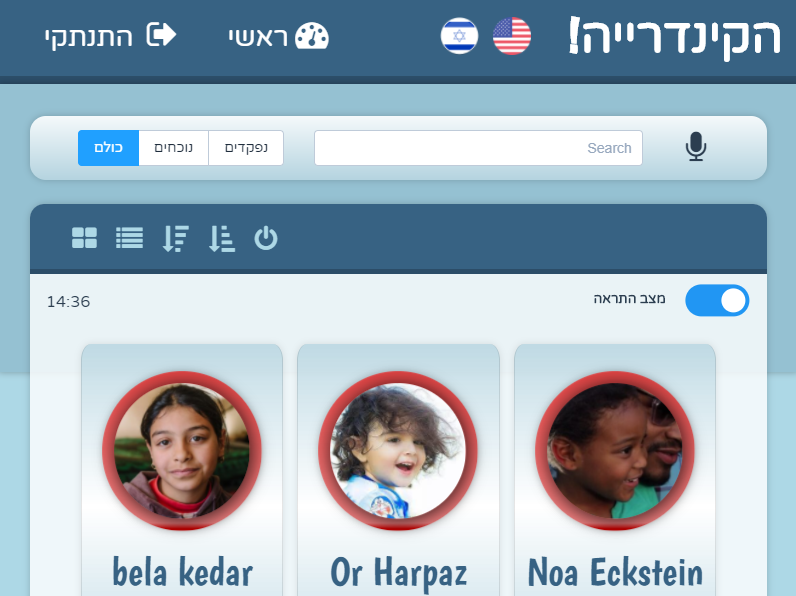 הקינדרייה!
ראשי
התנתקי
Search
נפקדים
נוכחים
כולם
מצב התראה
14:36
bela kedar
Or Harpaz
Noa Eckstein